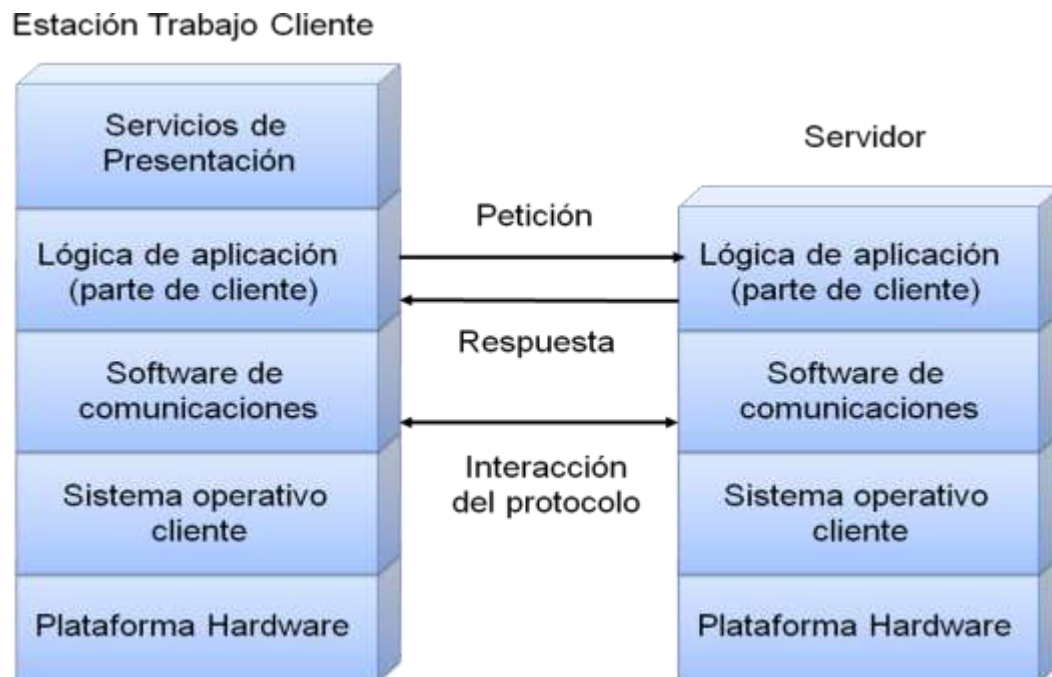 Estación Trabajo Cliente
Servicios de
Presentación
Lógica de aplicación
(parte de cliente)
Software de
comunicaciones
Sistema operativo
cliente
Plataforma Hardware
Petición
Respuesta
Interacción
del protocolo
Servidor
Lógica de aplicación
(parte de cliente)
Software de
comunicaciones
Sistema operativo
cliente
Plataforma Hardware